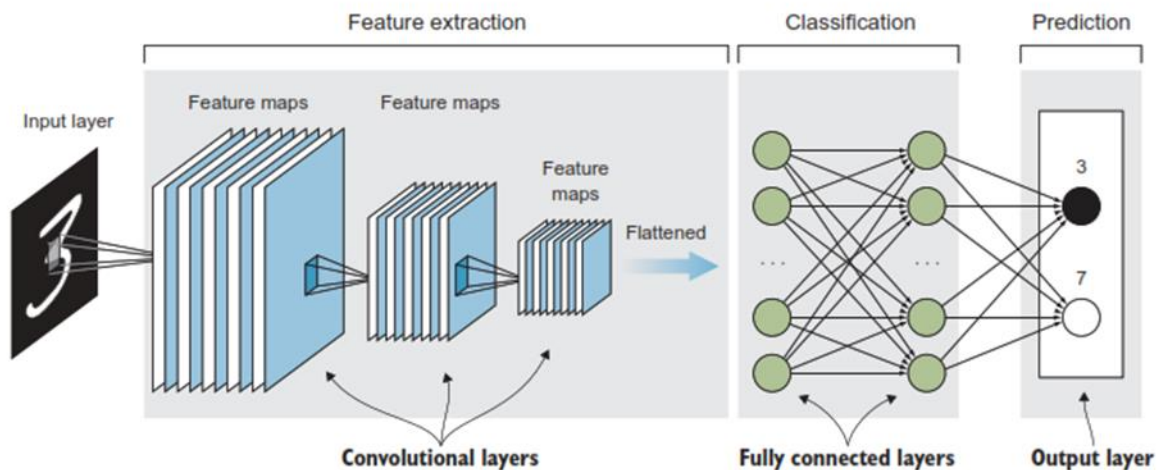 Feature extraction
Classification
Prediction
Input layer
Feature maps
Feature maps
Feature
maps
Flattened
3
7
. . .
. . .
Convolutional layers
Fully connected layers
Output layer